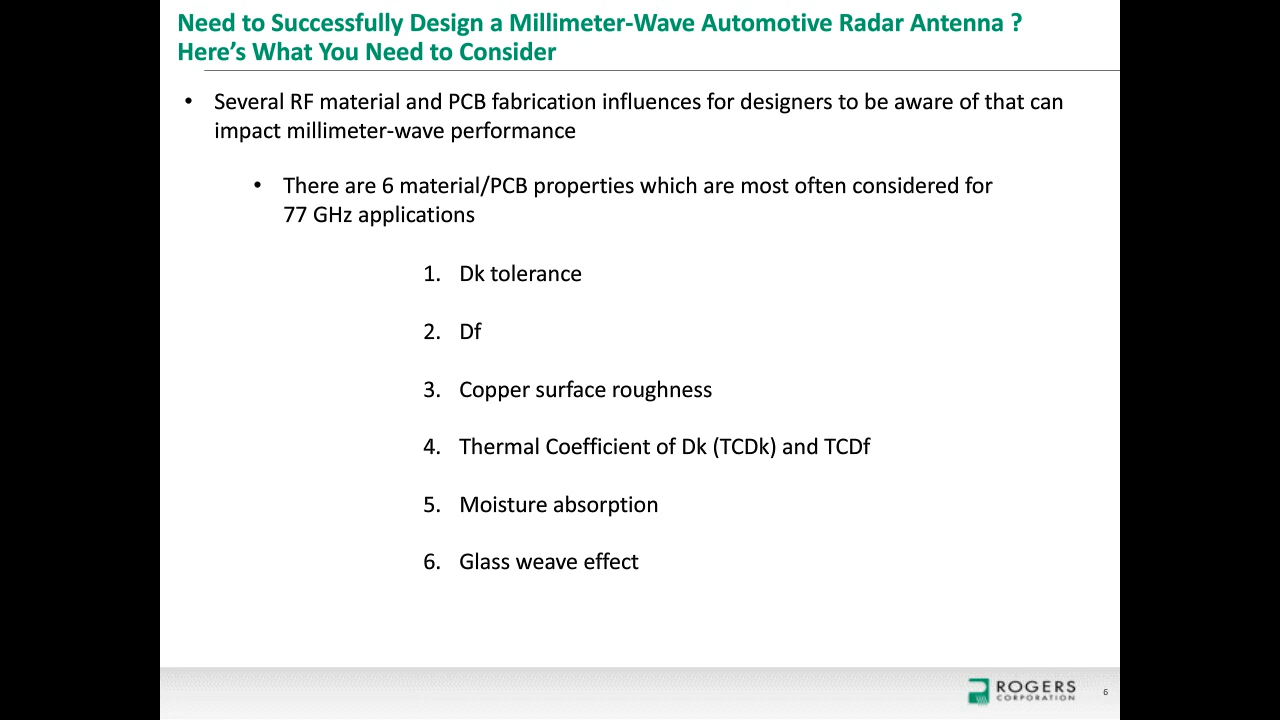 Need to Successfully Design a Millimeter-Wave Automotive Radar Antenna ?
Here’s What You Need to Consider
• Several RF material and PCB fabrication influences for designers to be aware of that can
impact millimeter-wave performance
• There are 6 material/PCB properties which are most often considered for
77 GHz applications
1. Dk tolerance
2. Df
3. Copper surface roughness
4. Thermal Coefficient of Dk (TCDk) and TCDf
5. Moisture absorption
6. Glass weave effect
ROGERS
CORPORATION
6